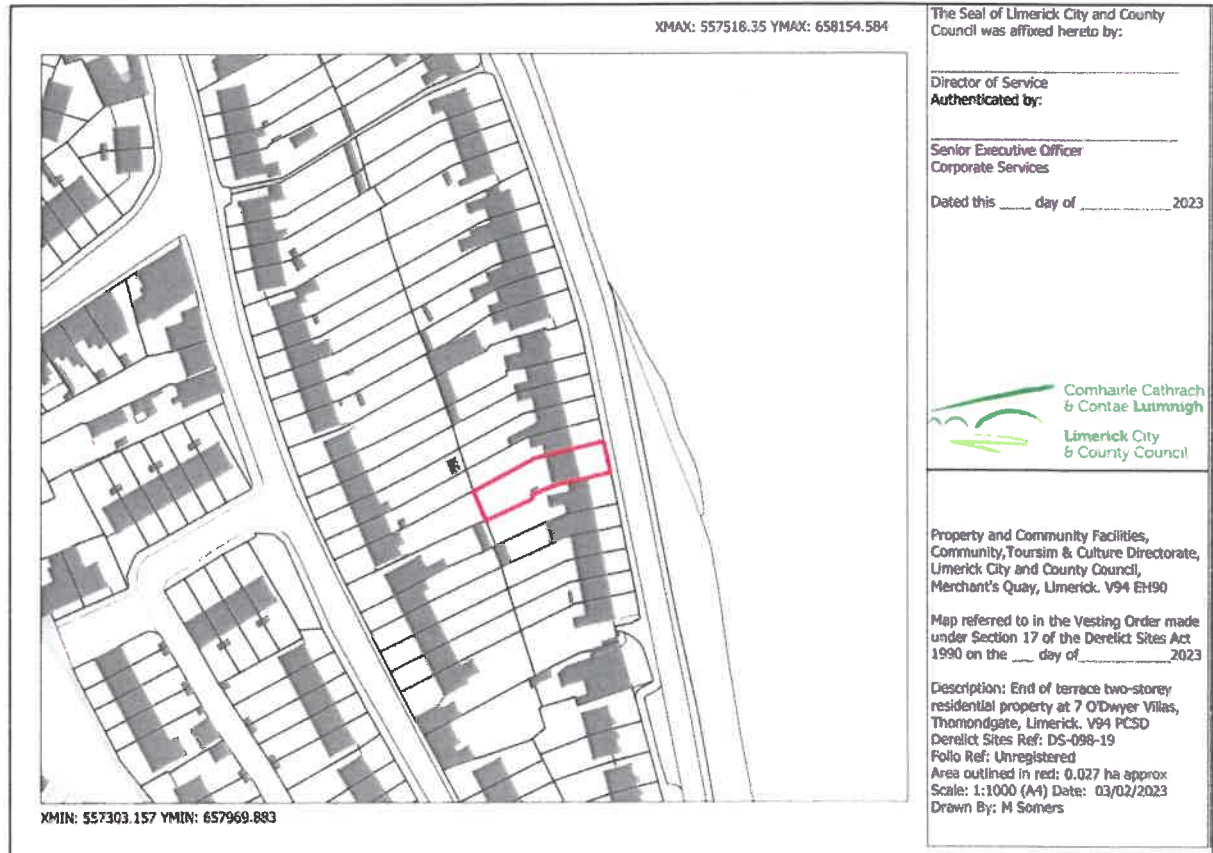 XMAX: 557518.35 YMAX: 658154.584
XMIN: 557303.157 YMIN: 657969.883
The Seal of Limerick City and County
Council was affixed hereto by:
Director of Service
Authenticated by:
Senior Executive Officer
Corporate Services
Dated this ____ day of ____________ 2023
Comhairle Cathrach
& Contae Luimnigh
Limerick City
& County Council
Property and Community Facilities,
Community,Toursim & Culture Directorate,
Limerick City and County Council,
Merchant's Quay, Limerick. V94 EH90
Map referred to in the Vesting Order made
under Section 17 of the Derelict Sites Act
1990 on the ___ day of___________2023
Description: End of terrace two-storey
residential property at 7 O'Dwyer Villas,
Thomondgate, Limerick. V94 PC5D
Derelict Sites Ref: DS-098-19
Folio Ref: Unregistered
Area outlined in red: 0.027 ha approx
Scale: 1:1000 (A4) Date: 03/02/2023
Drawn By: M Somers